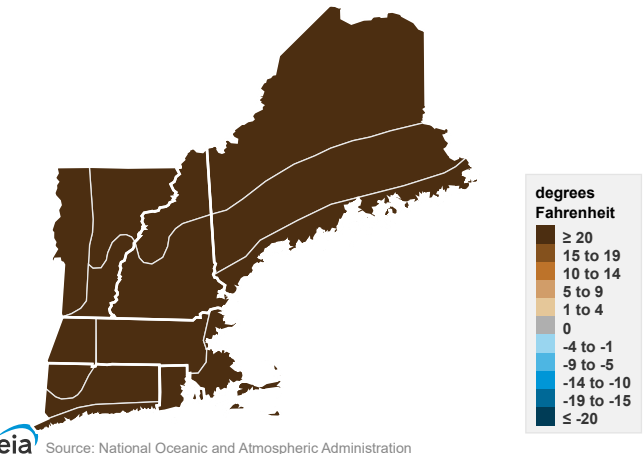 degrees
Fahrenheit
≥ 20
15 to 19
10 to 14
5 to 9
1 to 4
0
-4 to -1
-9 to -5
-14 to -10
-19 to -15
≤ -20
eia
Source: National Oceanic and Atmospheric Administration